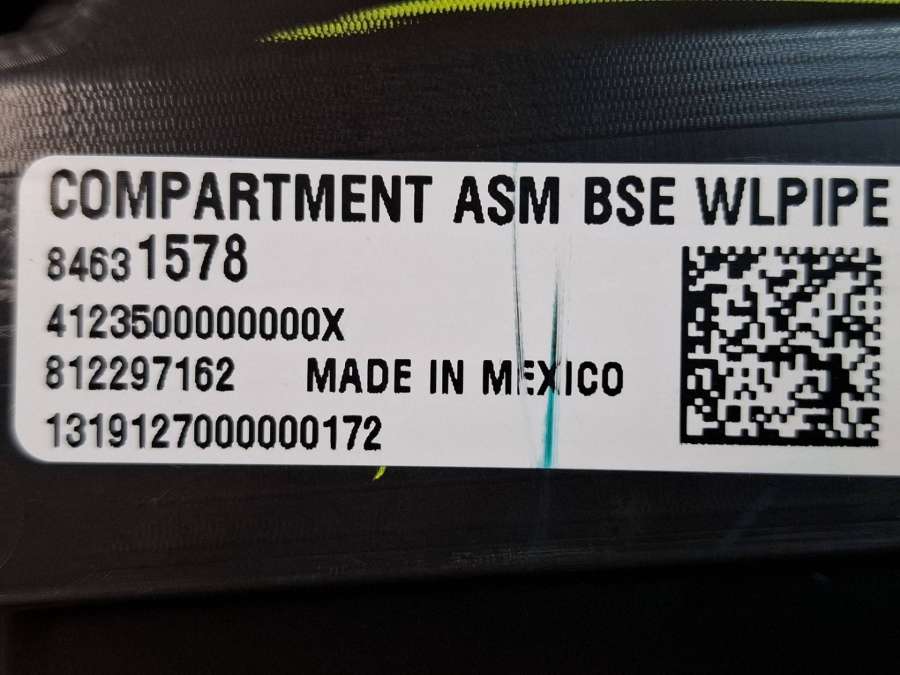 COMPARTMENT ASM BSE WLPIPE
84631578
4123500000000X
812297162 MADE IN MEXICO
1319127000000172